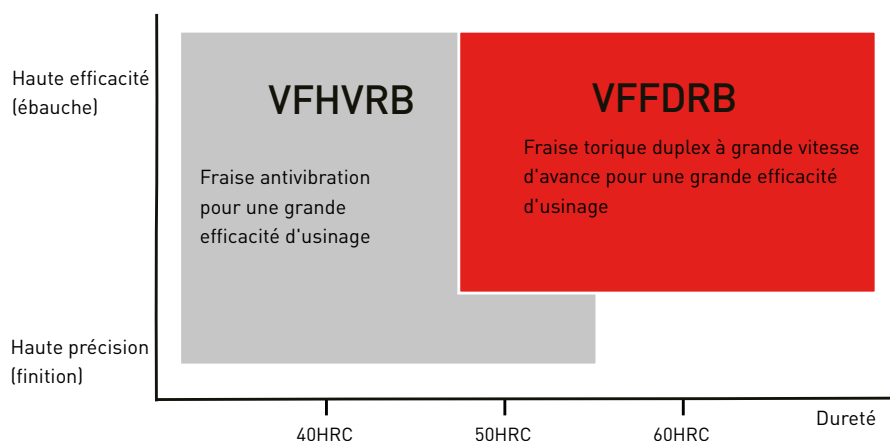 Haute efficacité
(ébauche)
VFHVRB
Fraise antivibration
pour une grande
efficacité d'usinage
VFFDRB
Fraise torique duplex à grande vitesse
d'avance pour une grande efficacité
d'usinage
Haute précision
(finition)
40HRC
50HRC
60HRC
Dureté